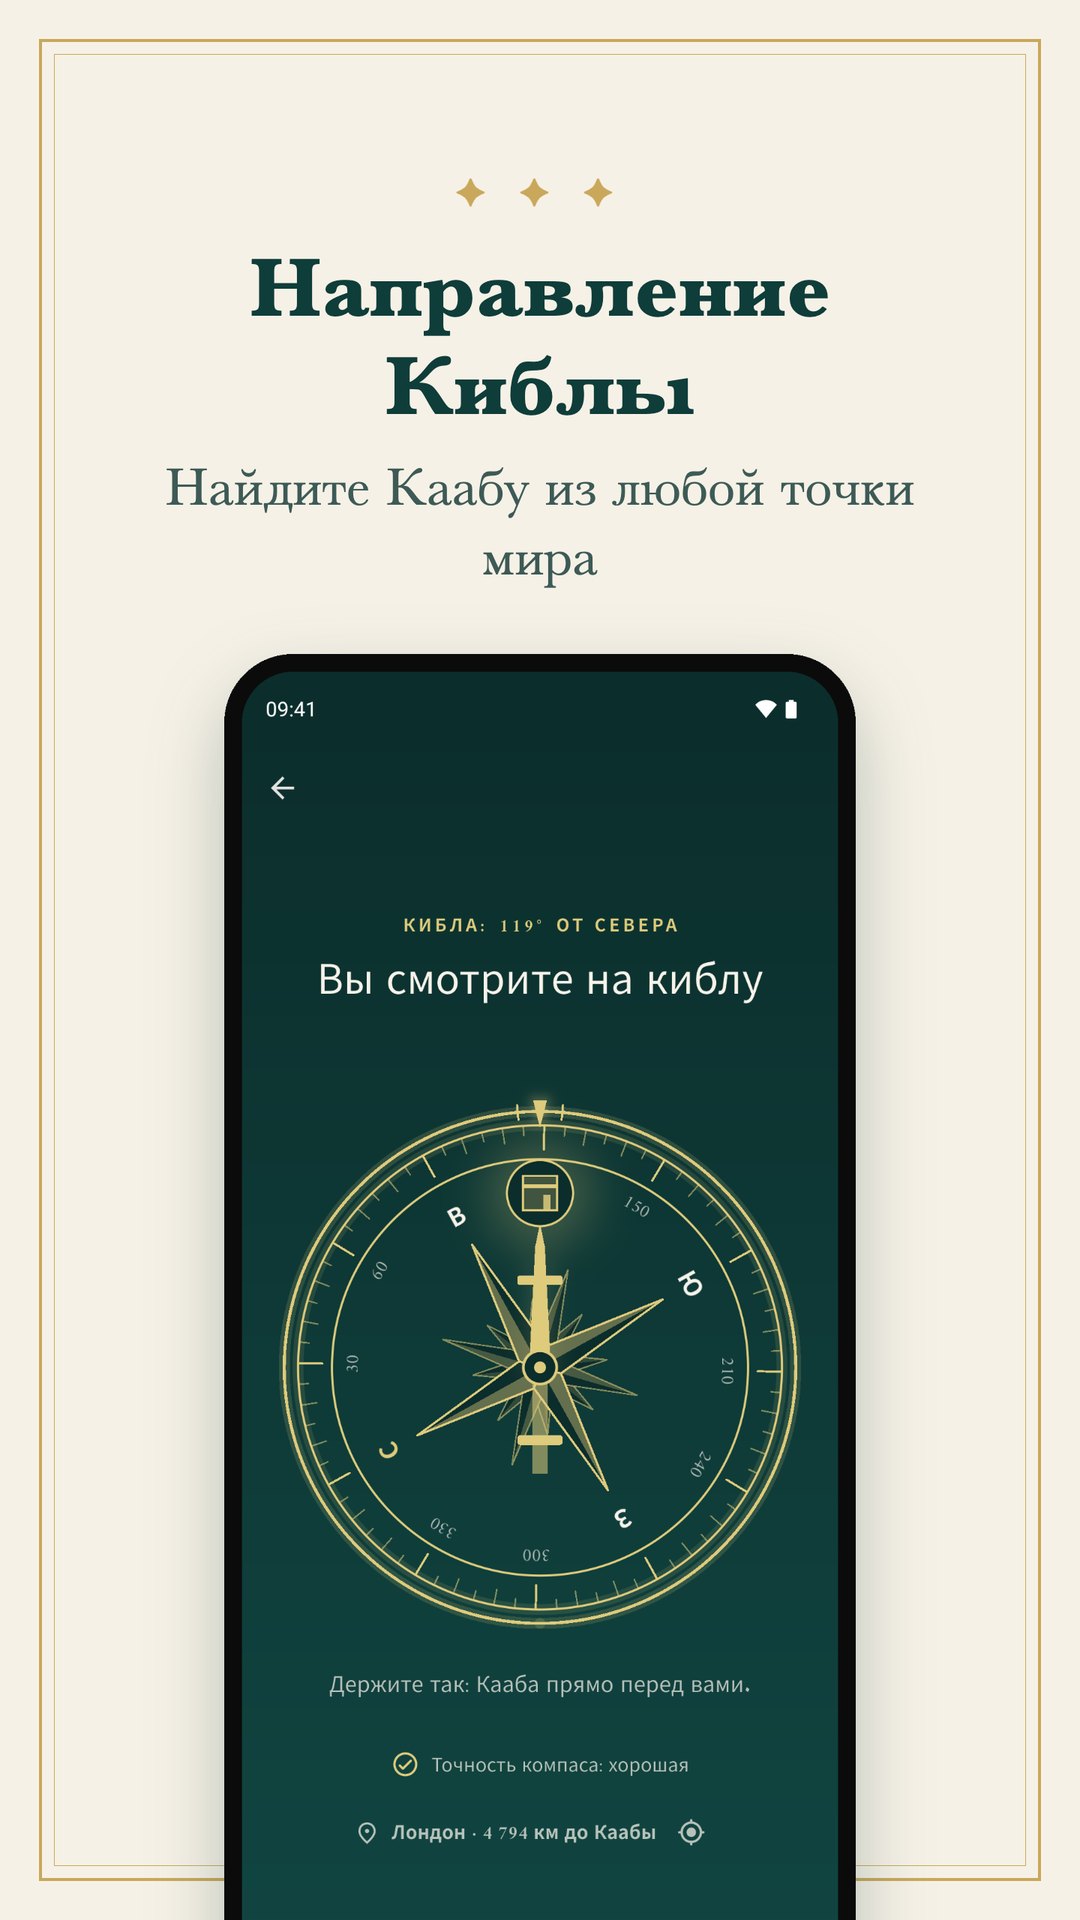 Направление
Киблы
Найдите Каабу из любой точки
мира
09:41
КИБЛА: 119° ОТ СЕВЕРА
Вы смотрите на киблу
В
150
60
Ю
30
210
С
240
330
З
300
Держите так: Кааба прямо перед вами.
Точность компаса: хорошая
Лондон · 4 794 км до Каабы